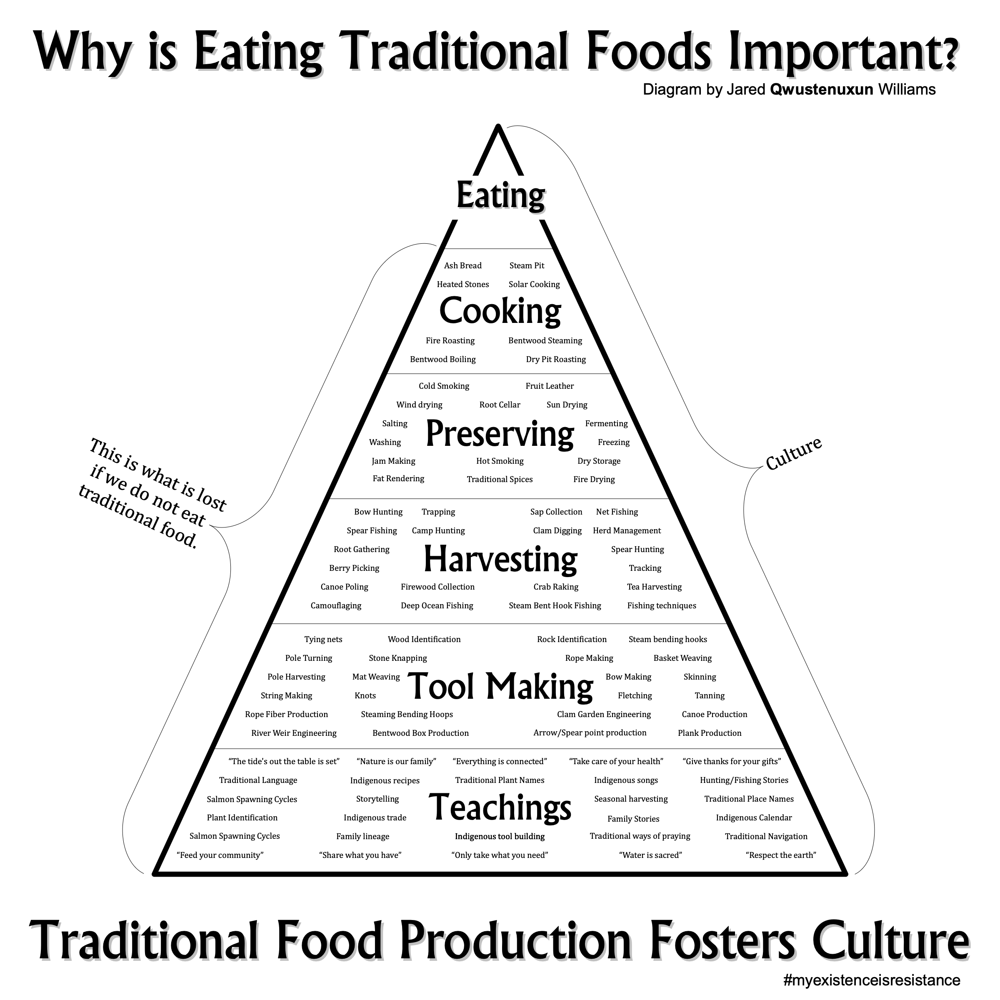 Why is Eating Traditional Foods Important?
Diagram by Jared Qwustenuxun Williams
Eating
Ash Bread Steam Pit
Heated Stones Solar Cooking
Cooking
Fire Roasting Bentwood Steaming
Bentwood Boiling Dry Pit Roasting
Cold Smoking Fruit Leather
Wind drying Root Cellar Sun Drying
Salting Fermenting
Preserving
Washing Freezing
Jam Making Hot Smoking Dry Storage
Fat Rendering Traditional Spices Fire Drying
This is what is lost
if we do not eat
traditional food.
Culture
Bow Hunting Trapping Sap Collection Net Fishing
Spear Fishing Camp Hunting Clam Digging Herd Management
Root Gathering Spear Hunting
Harvesting
Berry Picking Tracking
Canoe Poling Firewood Collection Crab Raking Tea Harvesting
Camouflaging Deep Ocean Fishing Steam Bent Hook Fishing Fishing techniques
Tying nets Wood Identification Rock Identification Steam bending hooks
Pole Turning Stone Knapping Rope Making Basket Weaving
Pole Harvesting Mat Weaving Bow Making Skinning
Tool Making
String Making Knots Fletching Tanning
Rope Fiber Production Steaming Bending Hoops Clam Garden Engineering Canoe Production
River Weir Engineering Bentwood Box Production Arrow/Spear point production Plank Production
“The tide's out the table is set” “Nature is our family” “Everything is connected” “Take care of your health” “Give thanks for your gifts”
Traditional Language Indigenous recipes Traditional Plant Names Indigenous songs Hunting/Fishing Stories
Salmon Spawning Cycles Storytelling Seasonal harvesting Traditional Place Names
Teachings
Plant Identification Indigenous trade Family Stories Indigenous Calendar
Salmon Spawning Cycles Family lineage Indigenous tool building Traditional ways of praying Traditional Navigation
“Feed your community” “Share what you have” “Only take what you need” “Water is sacred” “Respect the earth”
Traditional Food Production Fosters Culture
#myexistenceisresistance